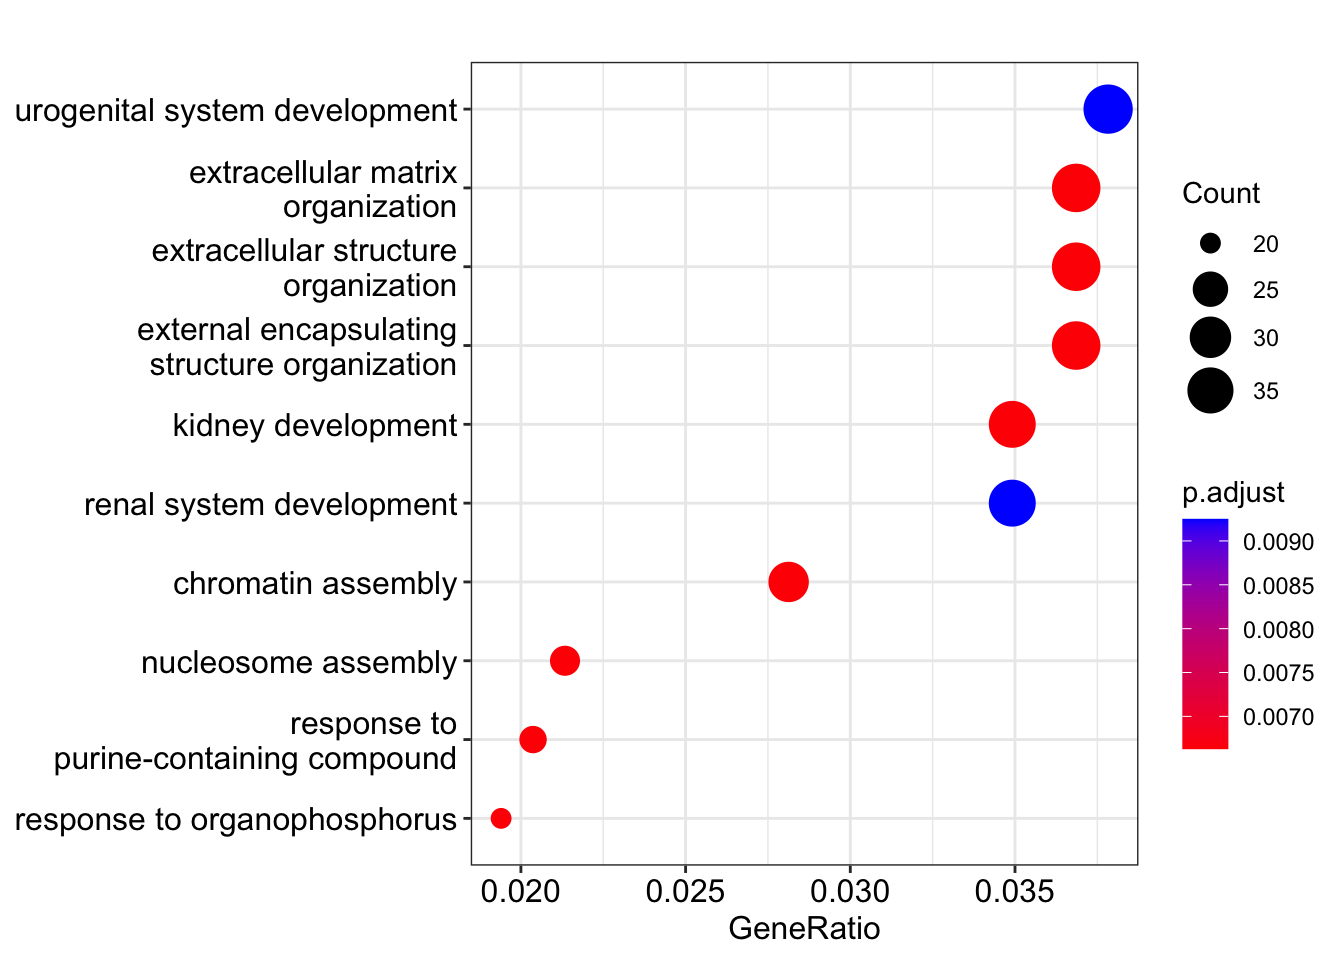 urogenital system development
extracellular matrix
organization
extracellular structure
organization
external encapsulating
structure organization
kidney development
renal system development
chromatin assembly
nucleosome assembly
response to
purine-containing compound
response to organophosphorus
0.020 0.025 0.030 0.035
GeneRatio
Count
20
25
30
35
p.adjust
0.0090
0.0085
0.0080
0.0075
0.0070